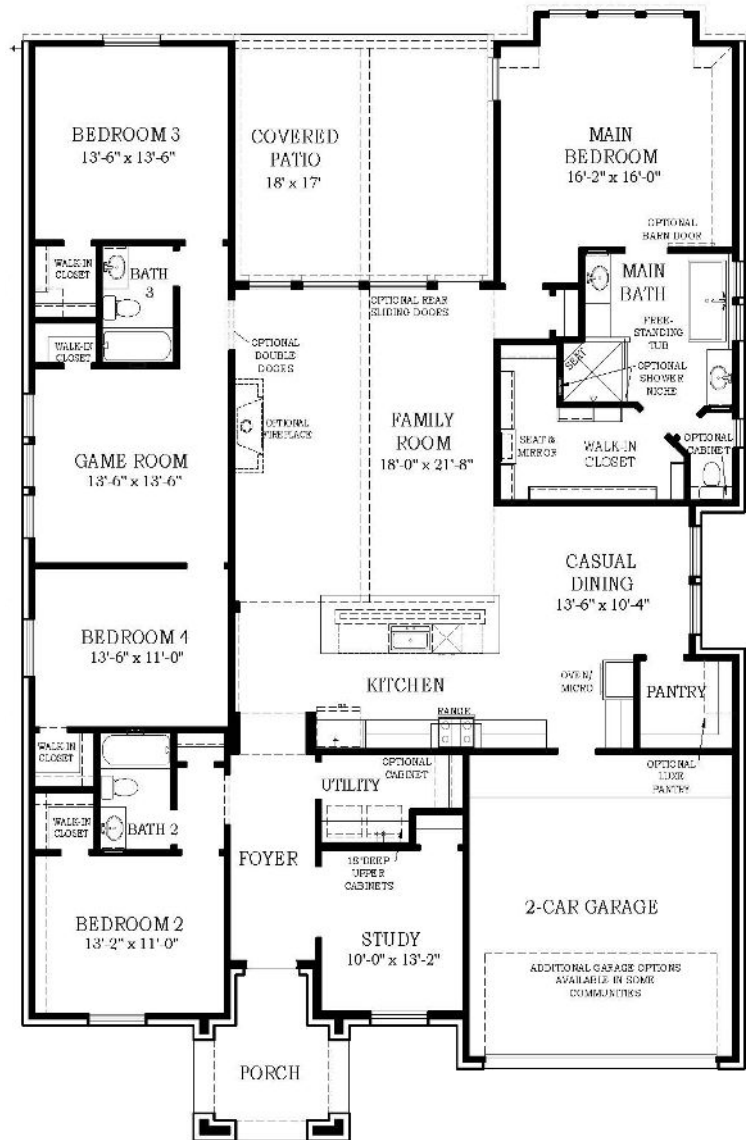 BEDROOM 3
13'-6" x 13'-6"
COVERED
PATIO
18' x 17'
MAIN
BEDROOM
16'-2" x 16'-0"
OPTIONAL
BARN DOOR
WALK-IN
CLOSET
BATH
3
MAIN
BATH
FREE-
STANDING
TUB
OPTIONAL REAR
SLIDING DOORS
WALK-IN
CLOSET
OPTIONAL
DOUBLE
DOORS
SEAT
OPTIONAL
SHOWER
NICHE
OPTIONAL
FIREPLACE
FAMILY
ROOM
18'-0" x 21'-8"
SEAT &
MIRROR
WALK-IN
CLOSET
OPTIONAL
CABINET
GAME ROOM
13'-6" x 13'-6"
CASUAL
DINING
13'-6" x 10'-4"
BEDROOM 4
13'-6" x 11'-0"
KITCHEN
OVEN/
MICRO
PANTRY
RANGE
WALK-IN
CLOSET
OPTIONAL
CABINET
OPTIONAL
LUXE
PANTRY
UTILITY
WALK-IN
CLOSET
BATH 2
FOYER
18" DEEP
UPPER
CABINETS
BEDROOM 2
13'-2" x 11'-0"
STUDY
10'-0" x 13'-2"
2-CAR GARAGE
ADDITIONAL GARAGE OPTIONS
AVAILABLE IN SOME
COMMUNITIES
PORCH